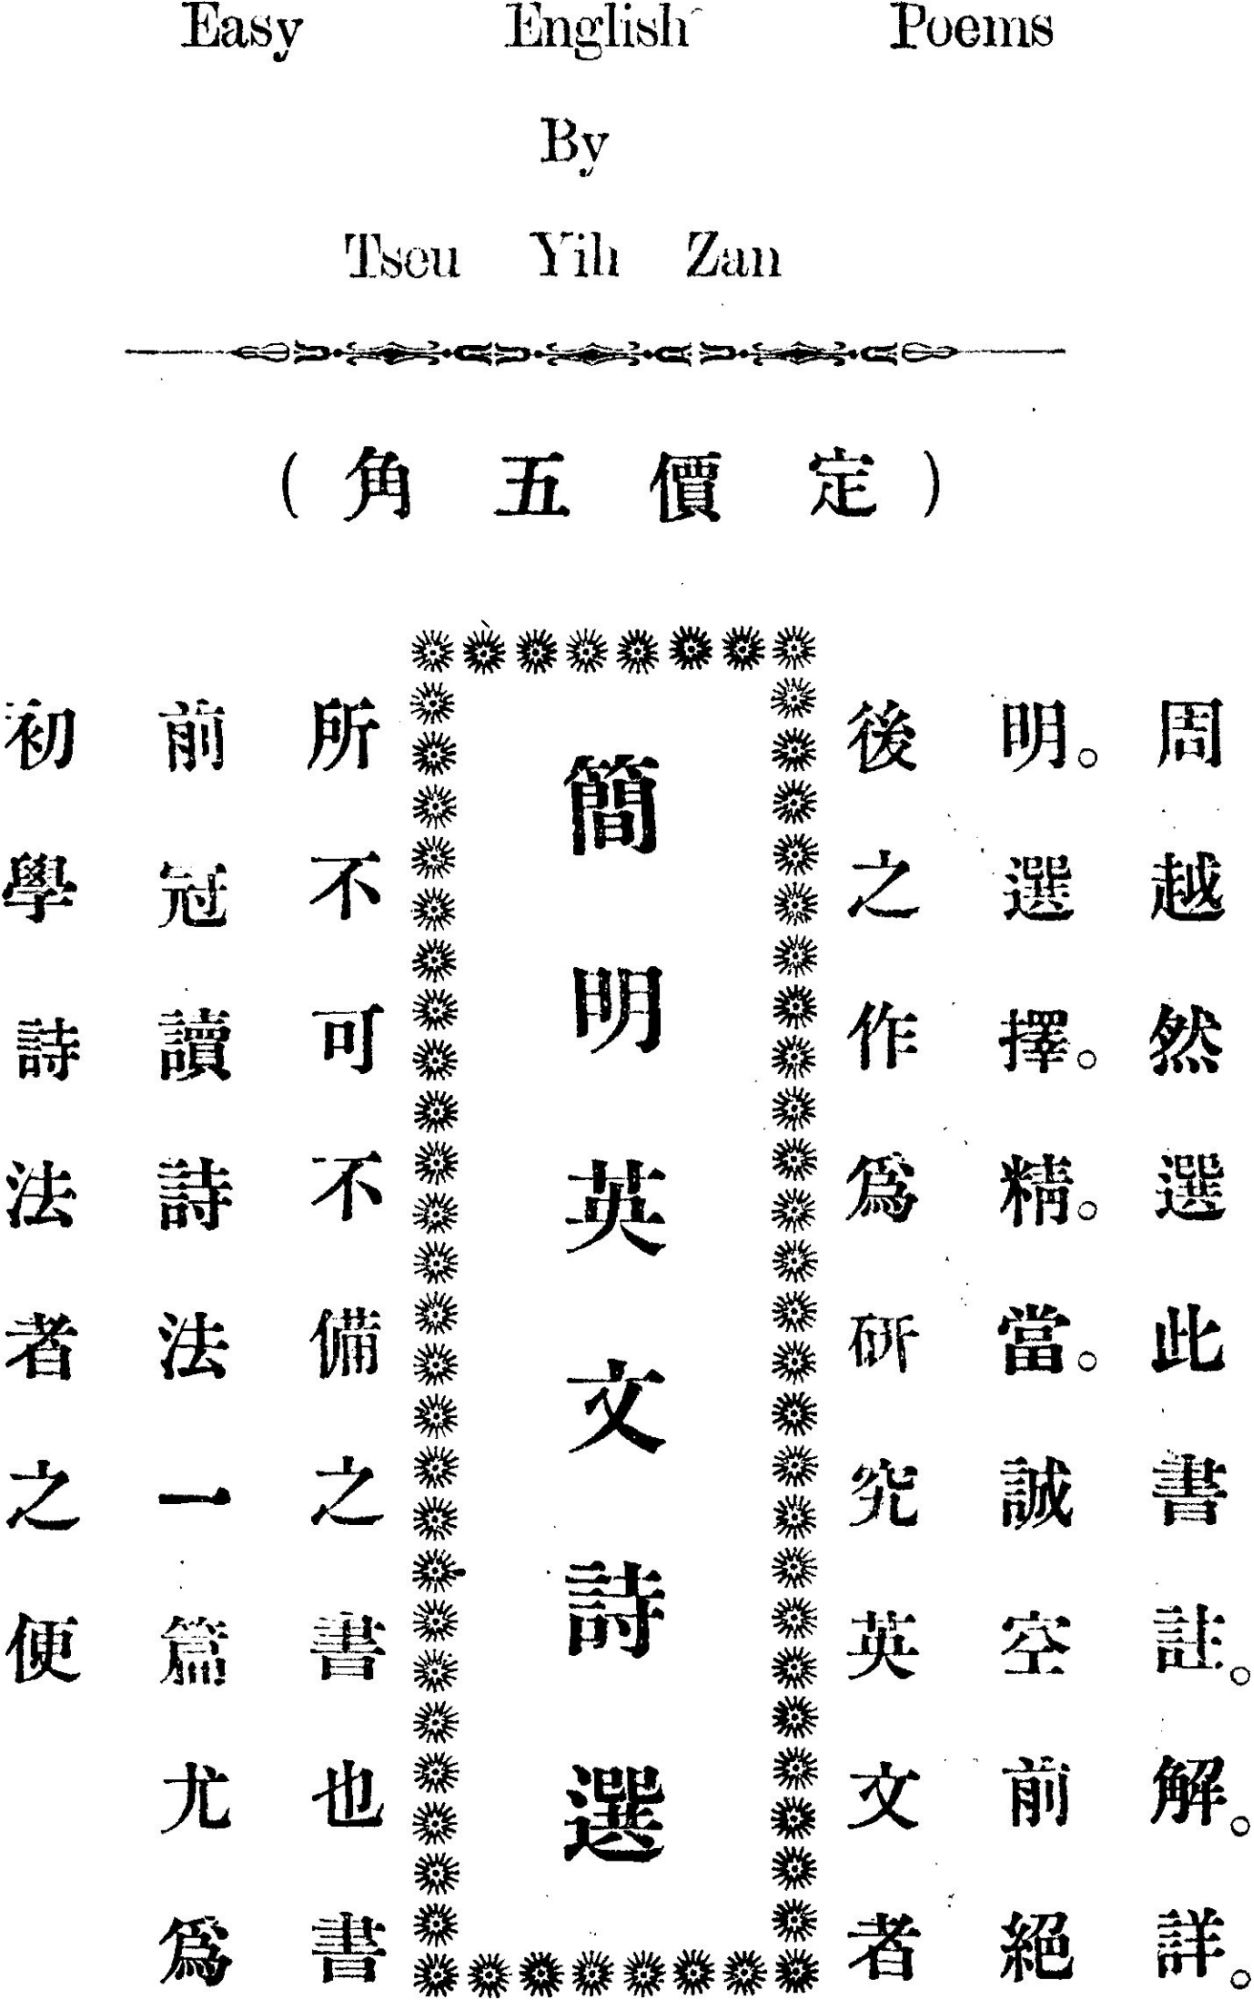 Easy English Poems
By
Tseu Yih Zan
（定價五角）
周越然選此書註。解。詳。
明。選擇。精。當。誠空前絕
後之作爲研究英文者
簡明英文詩選
所不可不備之書也書
前冠讀詩法一篇尤爲
初學詩法者之便